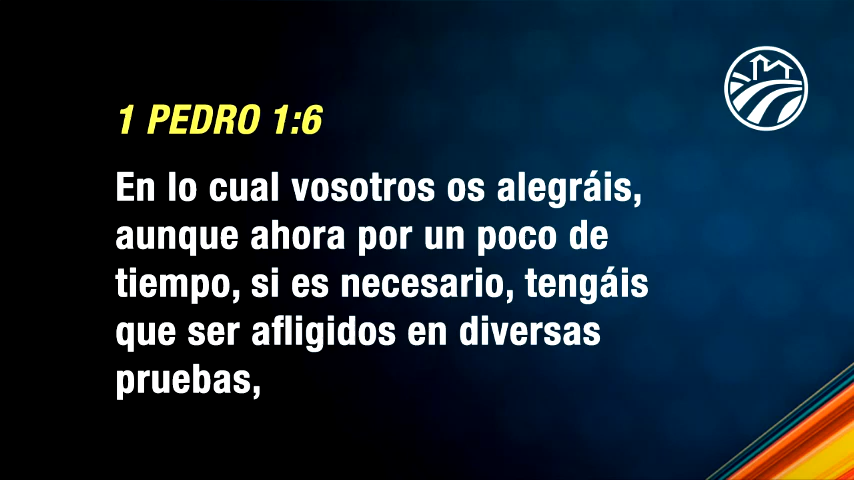 1 PEDRO 1:6
En lo cual vosotros os alegráis,
aunque ahora por un poco de
tiempo, si es necesario, tengáis
que ser afligidos en diversas
pruebas,